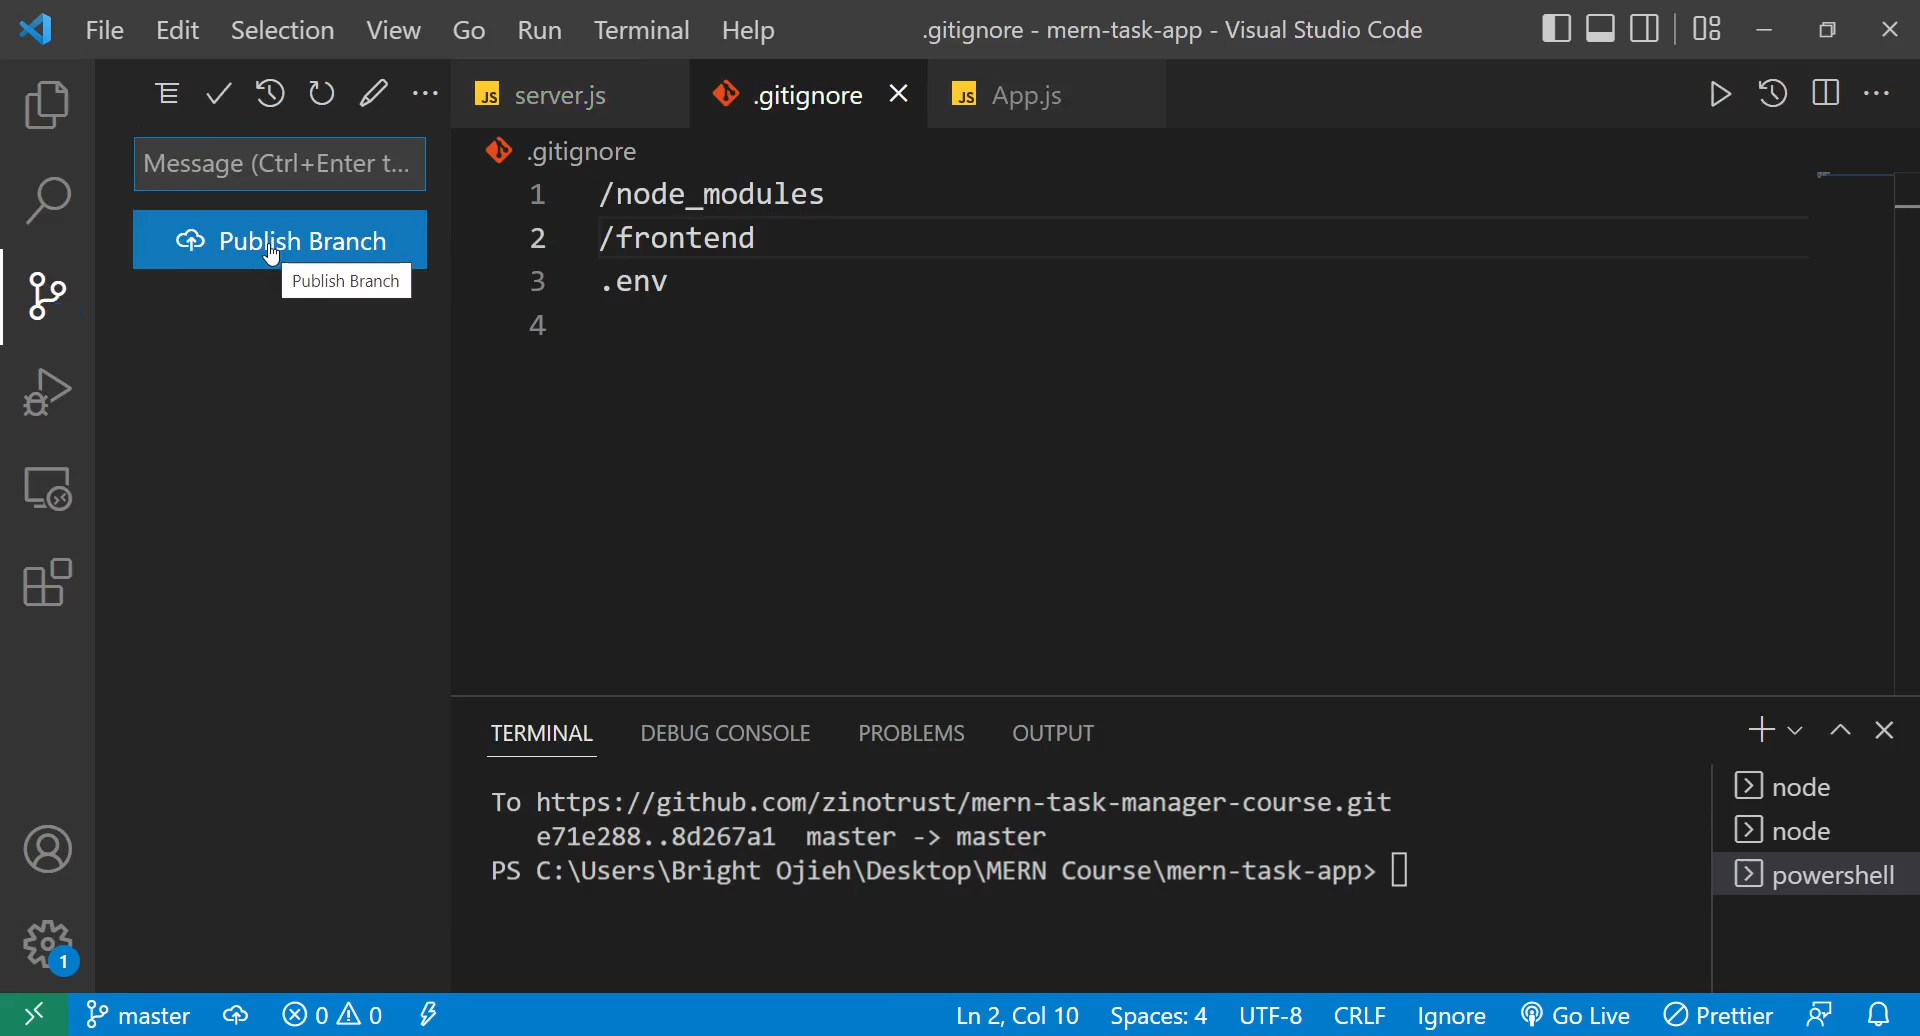 File Edit Selection View Go Run Terminal Help
.gitignore - mern-task-app - Visual Studio Code
Message (Ctrl+Enter t...
Publish Branch
Publish Branch
JS server.js
.gitignore
JS App.js
.gitignore
1 /node_modules
2 /frontend
3 .env
4
TERMINAL DEBUG CONSOLE PROBLEMS OUTPUT
To https://github.com/zinotrust/mern-task-manager-course.git
e71e288..8d267a1 master -> master
PS C:\Users\Bright Ojieh\Desktop\MERN Course\mern-task-app>
node
node
powershell
1
master 0 0 Ln 2, Col 10 Spaces: 4 UTF-8 CRLF Ignore Go Live Prettier